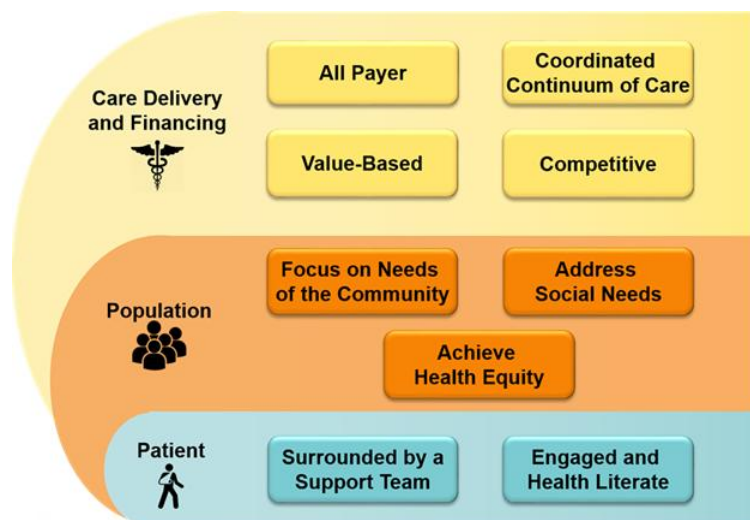 Care Delivery
and Financing
All Payer
Coordinated
Continuum of Care
Value-Based
Competitive
Population
Focus on Needs
of the Community
Address
Social Needs
Achieve
Health Equity
Patient
Surrounded by a
Support Team
Engaged and
Health Literate